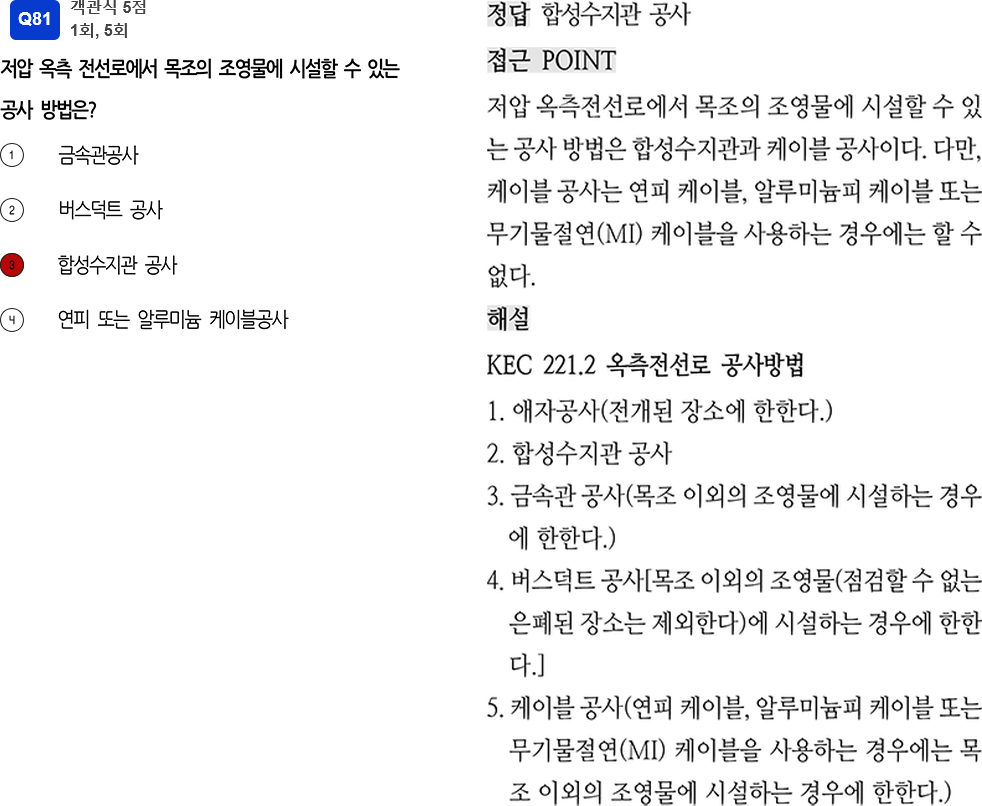 Q81
객관식 5점
1회, 5회
저압 옥측 전선로에서 목조의 조영물에 시설할 수 있는
공사 방법은?
1 금속관공사
2 버스덕트 공사
3 합성수지관 공사
4 연피 또는 알루미늄 케이블공사
정답 합성수지관 공사
접근 POINT
저압 옥측전선로에서 목조의 조영물에 시설할 수 있
는 공사 방법은 합성수지관과 케이블 공사이다. 다만,
케이블 공사는 연피 케이블, 알루미늄피 케이블 또는
무기물절연(MI) 케이블을 사용하는 경우에는 할 수
없다.
해설
KEC 221.2 옥측전선로 공사방법
1. 애자공사(전개된 장소에 한한다.)
2. 합성수지관 공사
3. 금속관 공사(목조 이외의 조영물에 시설하는 경우
에 한한다.)
4. 버스덕트 공사[목조 이외의 조영물(점검할 수 없는
은폐된 장소는 제외한다)에 시설하는 경우에 한한
다.]
5. 케이블 공사(연피 케이블, 알루미늄피 케이블 또는
무기물절연(MI) 케이블을 사용하는 경우에는 목
조 이외의 조영물에 시설하는 경우에 한한다.)